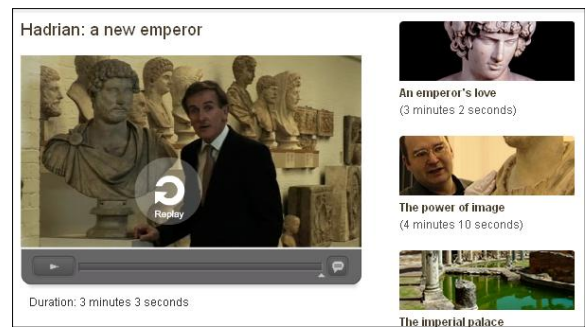 Hadrian: a new emperor
Replay
Duration: 3 minutes 3 seconds
An emperor's love
(3 minutes 2 seconds)
The power of image
(4 minutes 10 seconds)
The imperial palace